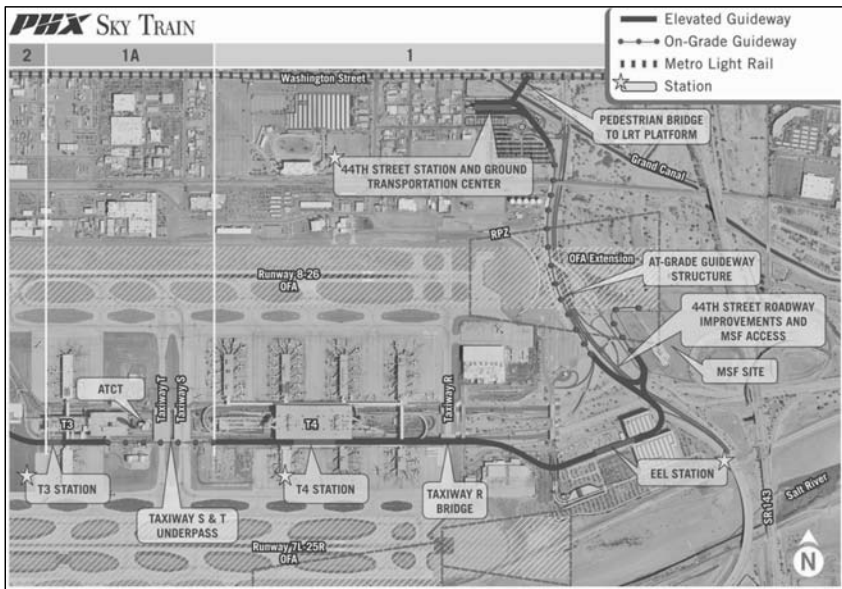 PHX SKY TRAIN
2
1A
1
Elevated Guideway
On-Grade Guideway
Metro Light Rail
Station
Washington Street
PEDESTRIAN BRIDGE
TO LRT PLATFORM
44TH STREET STATION AND GROUND
TRANSPORTATION CENTER
Grand Canal
RPZ
OFA Extension
AT-GRADE GUIDEWAY
STRUCTURE
Runway 8-26
OFA
44TH STREET ROADWAY
IMPROVEMENTS AND
MSF ACCESS
MSF SITE
ATCT
Taxiway T
Taxiway S
Taxiway R
T3
T4
T3 STATION
T4 STATION
EEL STATION
TAXIWAY R
BRIDGE
TAXIWAY S & T
UNDERPASS
Salt River
SR 143
Runway 7L-25R
OFA
N